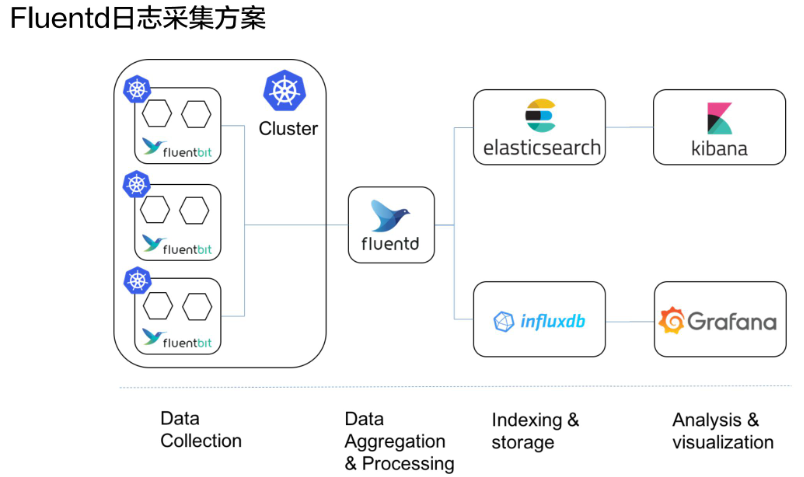 Fluentd日志采集方案
Cluster
fluentbit
fluentbit
fluentbit
fluentd
elasticsearch
kibana
influxdb
Grafana
Data
Collection
Data
Aggregation
& Processing
Indexing &
storage
Analysis &
visualization